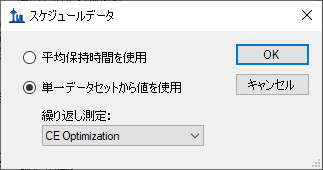 スケジュールデータ
平均保持時間を使用
OK
単一データセットから値を使用
キャンセル
繰り返し測定:
CE Optimization